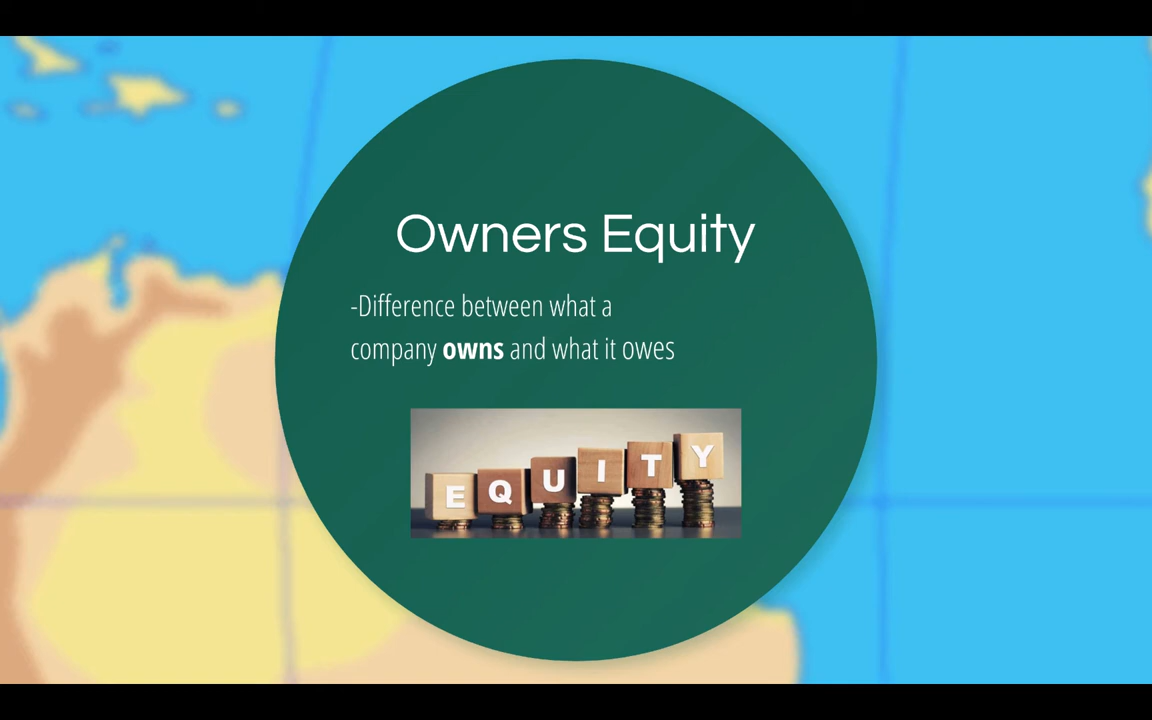 Owners Equity
-Difference between what a
company owns and what it owes
EQUITY